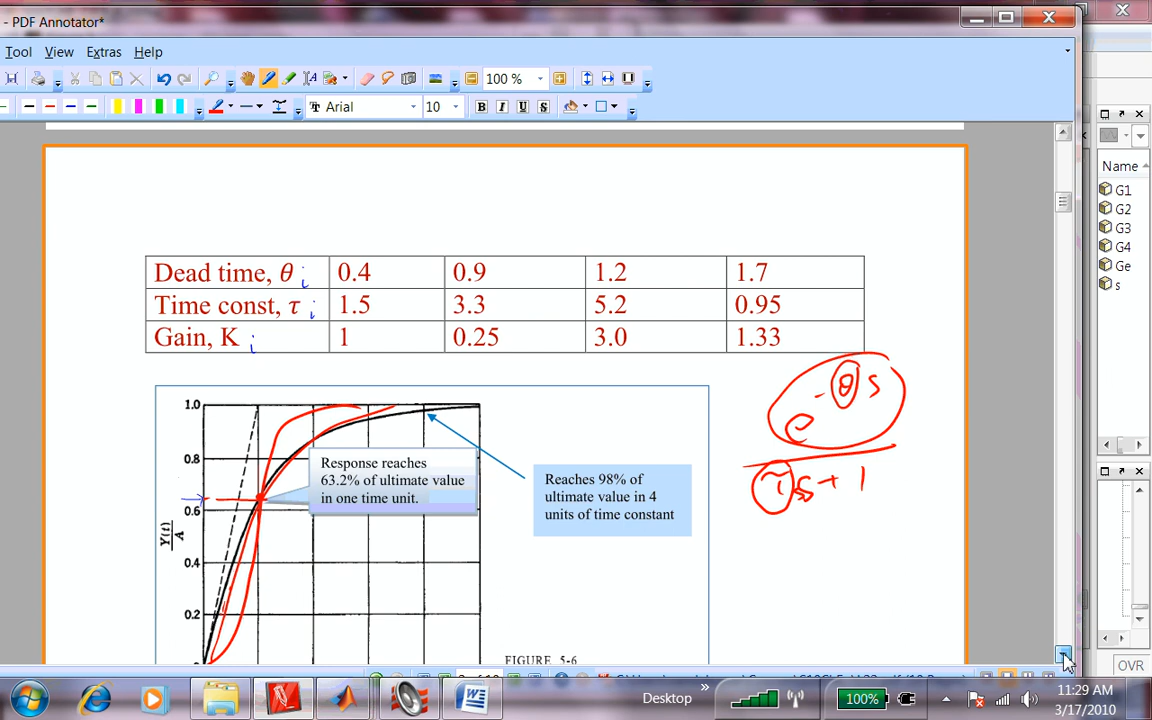 - PDF Annotator*
Tool View Extras Help
100 %
Arial 10 B I U S
Dead time, θ i 0.4 0.9 1.2 1.7
Time const, τ i 1.5 3.3 5.2 0.95
Gain, K i 1 0.25 3.0 1.33
Name
G1
G2
G3
G4
Ge
s
1.0
0.8
0.6
0.4
0.2
0
Y(t)
A
Response reaches
63.2% of ultimate value
in one time unit.
Reaches 98% of
ultimate value in 4
units of time constant
e -θs
τs + 1
FIGURE 5-6
OVR
Desktop »
100%
11:29 AM
3/17/2010